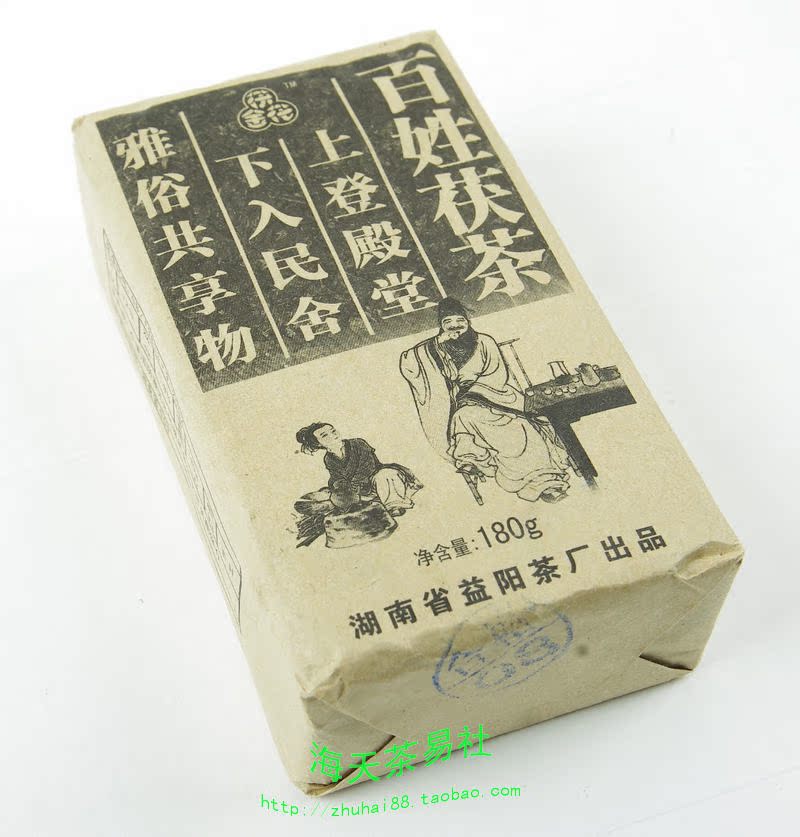 百姓茯茶
上登殿堂
下入民舍
雅俗共享物
TM
净含量:180g
湖南省益阳茶厂出品
海天茶易社
http://zhuhai88.taobao.com